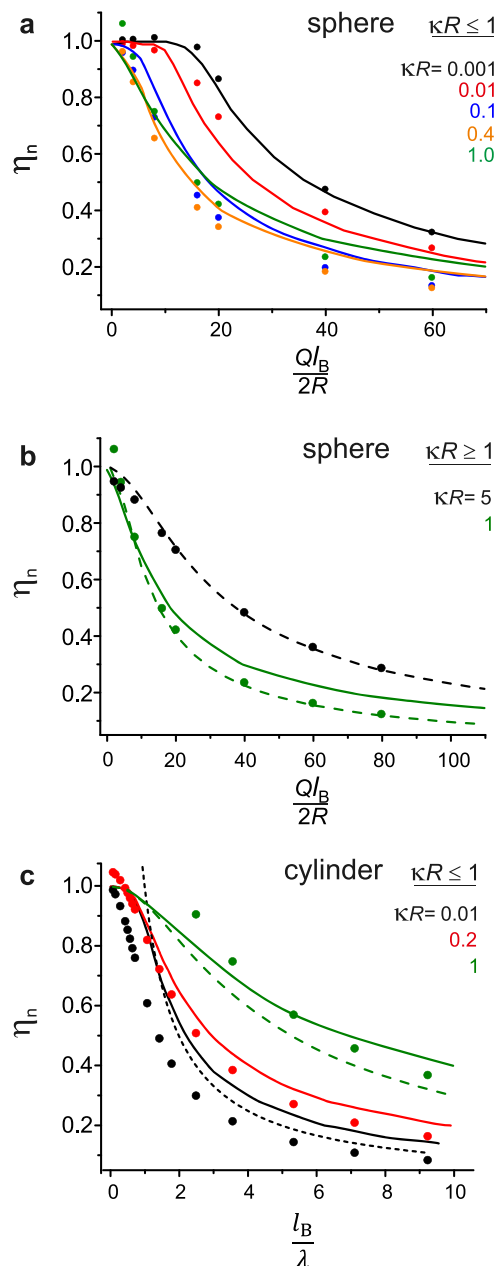 a sphere κR ≤ 1
κR = 0.001
0.01
0.1
0.4
1.0
1.0
0.8
0.6
0.4
0.2
ηn
0 20 40 60
QlB
2R
b sphere κR ≥ 1
κR = 5
1
1.0
0.8
0.6
0.4
0.2
ηn
0 20 40 60 80 100
QlB
2R
c cylinder κR ≤ 1
κR = 0.01
0.2
1
1.0
0.8
0.6
0.4
0.2
ηn
0 2 4 6 8 10
lB
λ